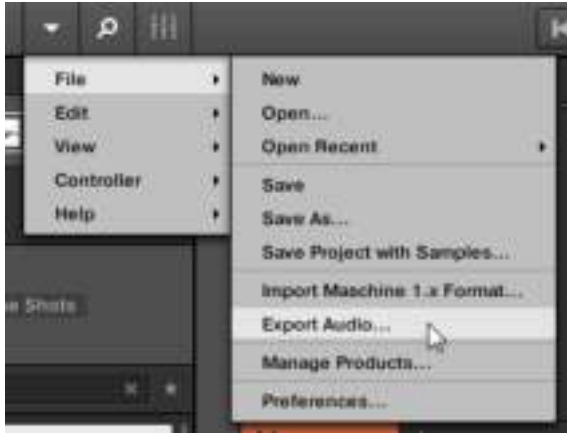 File
Edit
View
Controller
Help
New
Open...
Open Recent
Save
Save As...
Save Project with Samples...
Import Maschine 1.x Format...
Export Audio...
Manage Products...
Preferences...
Shots